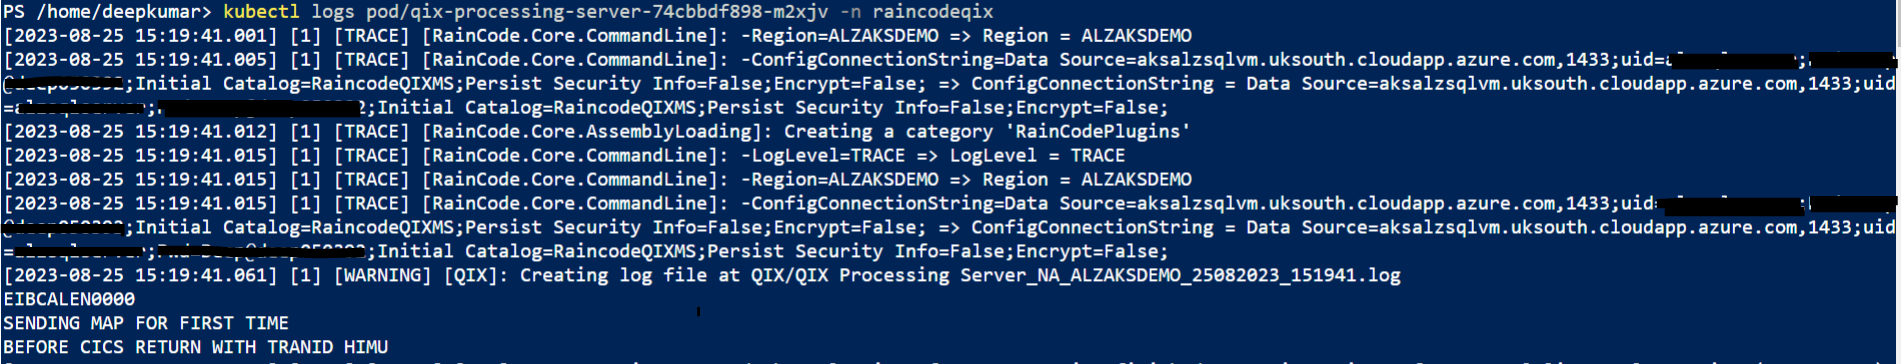 PS /home/deepkumar> kubectl logs pod/qix-processing-server-74cbbdf898-m2xjv -n raincodeqix
[2023-08-25 15:19:41.001] [1] [TRACE] [RainCode.Core.CommandLine]: -Region=ALZAKSDEMO => Region = ALZAKSDEMO
[2023-08-25 15:19:41.005] [1] [TRACE] [RainCode.Core.CommandLine]: -ConfigConnectionString=Data Source=aksalzsqlvm.uksouth.cloudapp.azure.com,1433;uid=
;Initial Catalog=RaincodeQIXMS;Persist Security Info=False;Encrypt=False; => ConfigConnectionString = Data Source=aksalzsqlvm.uksouth.cloudapp.azure.com,1433;uid
= ;Initial Catalog=RaincodeQIXMS;Persist Security Info=False;Encrypt=False;
[2023-08-25 15:19:41.012] [1] [TRACE] [RainCode.Core.AssemblyLoading]: Creating a category 'RainCodePlugins'
[2023-08-25 15:19:41.015] [1] [TRACE] [RainCode.Core.CommandLine]: -LogLevel=TRACE => LogLevel = TRACE
[2023-08-25 15:19:41.015] [1] [TRACE] [RainCode.Core.CommandLine]: -Region=ALZAKSDEMO => Region = ALZAKSDEMO
[2023-08-25 15:19:41.015] [1] [TRACE] [RainCode.Core.CommandLine]: -ConfigConnectionString=Data Source=aksalzsqlvm.uksouth.cloudapp.azure.com,1433;uid=
;Initial Catalog=RaincodeQIXMS;Persist Security Info=False;Encrypt=False; => ConfigConnectionString = Data Source=aksalzsqlvm.uksouth.cloudapp.azure.com,1433;uid
= ;Initial Catalog=RaincodeQIXMS;Persist Security Info=False;Encrypt=False;
[2023-08-25 15:19:41.061] [1] [WARNING] [QIX]: Creating log file at QIX/QIX Processing Server_NA_ALZAKSDEMO_25082023_151941.log
EIBCALEN0000
SENDING MAP FOR FIRST TIME
BEFORE CICS RETURN WITH TRANID HIMU